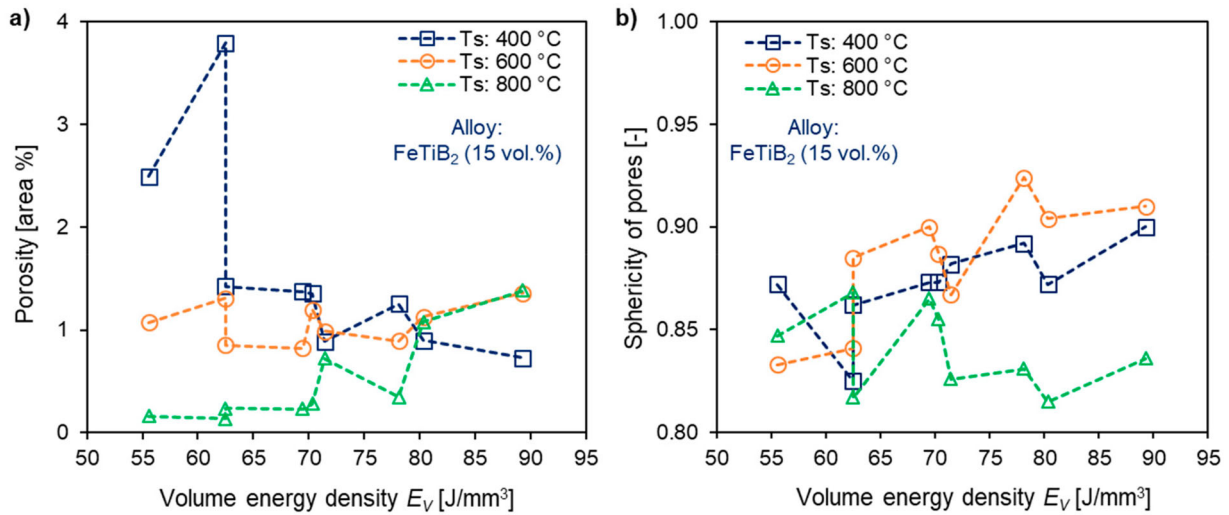 a)
4
3
2
1
0
50 55 60 65 70 75 80 85 90 95
Porosity [area %]
Volume energy density E_V [J/mm³]
Ts: 400 °C
Ts: 600 °C
Ts: 800 °C
Alloy:
FeTiB₂ (15 vol.%)
b)
1.00
0.95
0.90
0.85
0.80
50 55 60 65 70 75 80 85 90 95
Sphericity of pores [-]
Volume energy density E_V [J/mm³]
Ts: 400 °C
Ts: 600 °C
Ts: 800 °C
Alloy:
FeTiB₂ (15 vol.%)